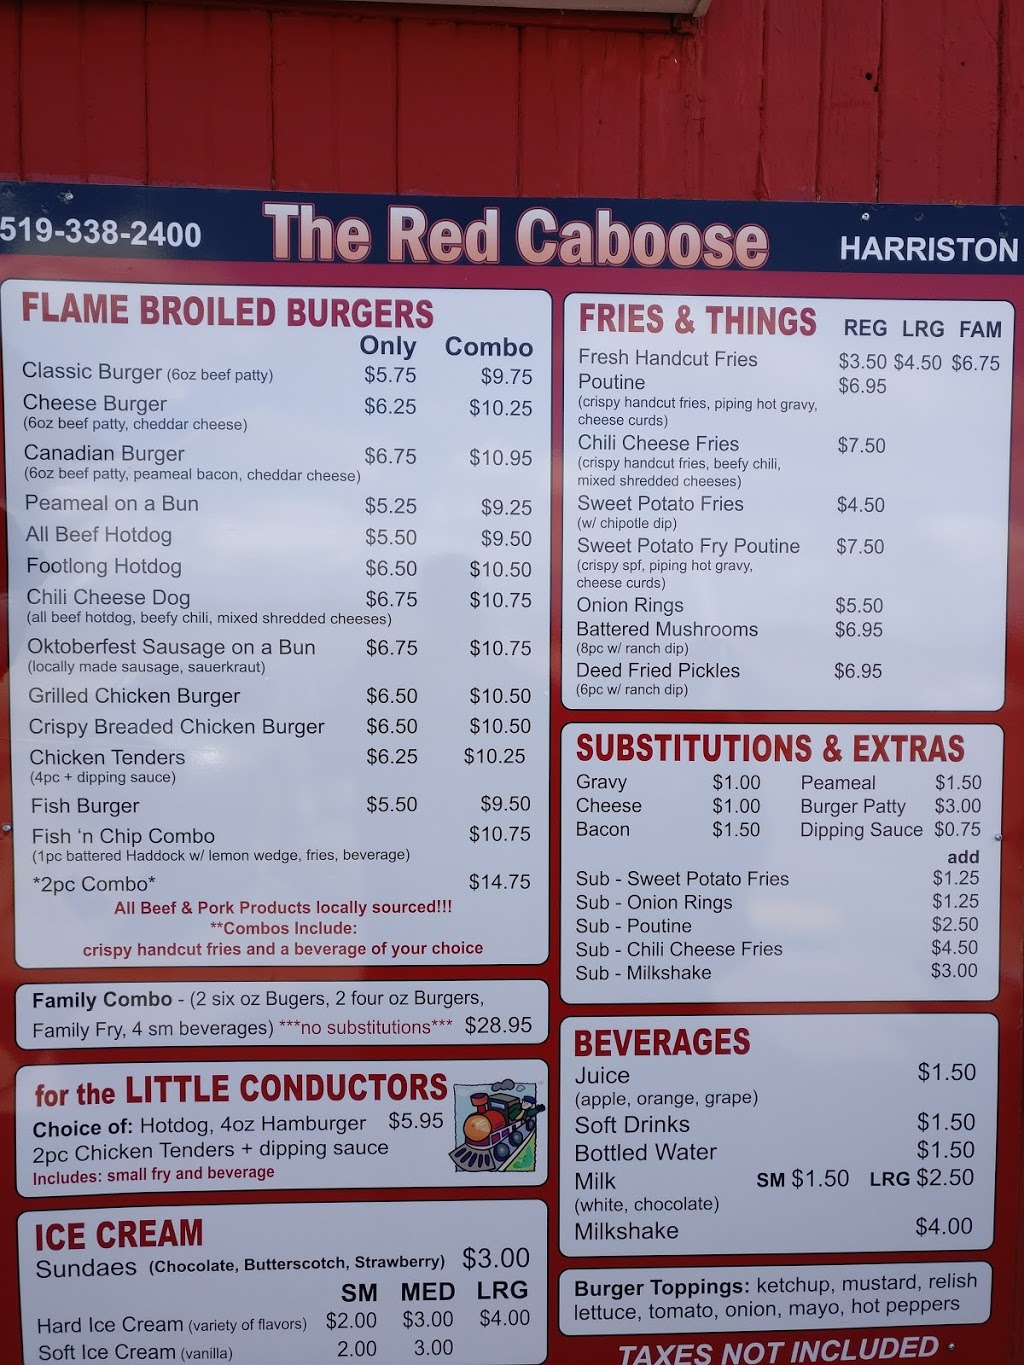 519-338-2400 The Red Caboose HARRISTON
FLAME BROILED BURGERS
Only Combo
Classic Burger (6oz beef patty) $5.75 $9.75
Cheese Burger $6.25 $10.25
(6oz beef patty, cheddar cheese)
Canadian Burger $6.75 $10.95
(6oz beef patty, peameal bacon, cheddar cheese)
Peameal on a Bun $5.25 $9.25
All Beef Hotdog $5.50 $9.50
Footlong Hotdog $6.50 $10.50
Chili Cheese Dog $6.75 $10.75
(all beef hotdog, beefy chili, mixed shredded cheeses)
Oktoberfest Sausage on a Bun $6.75 $10.75
(locally made sausage, sauerkraut)
Grilled Chicken Burger $6.50 $10.50
Crispy Breaded Chicken Burger $6.50 $10.50
Chicken Tenders $6.25 $10.25
(4pc + dipping sauce)
Fish Burger $5.50 $9.50
Fish 'n Chip Combo $10.75
(1pc battered Haddock w/ lemon wedge, fries, beverage)
*2pc Combo* $14.75
All Beef & Pork Products locally sourced!!!
**Combos Include:
crispy handcut fries and a beverage of your choice
Family Combo - (2 six oz Bugers, 2 four oz Burgers,
Family Fry, 4 sm beverages) ***no substitutions*** $28.95
for the LITTLE CONDUCTORS
Choice of: Hotdog, 4oz Hamburger $5.95
2pc Chicken Tenders + dipping sauce
Includes: small fry and beverage
ICE CREAM
Sundaes (Chocolate, Butterscotch, Strawberry) $3.00
SM MED LRG
Hard Ice Cream (variety of flavors) $2.00 $3.00 $4.00
Soft Ice Cream (vanilla) 2.00 3.00
FRIES & THINGS REG LRG FAM
Fresh Handcut Fries $3.50 $4.50 $6.75
Poutine $6.95
(crispy handcut fries, piping hot gravy,
cheese curds)
Chili Cheese Fries $7.50
(crispy handcut fries, beefy chili,
mixed shredded cheeses)
Sweet Potato Fries $4.50
(w/ chipotle dip)
Sweet Potato Fry Poutine $7.50
(crispy spf, piping hot gravy,
cheese curds)
Onion Rings $5.50
Battered Mushrooms $6.95
(8pc w/ ranch dip)
Deed Fried Pickles $6.95
(6pc w/ ranch dip)
SUBSTITUTIONS & EXTRAS
Gravy $1.00 Peameal $1.50
Cheese $1.00 Burger Patty $3.00
Bacon $1.50 Dipping Sauce $0.75
add
Sub - Sweet Potato Fries $1.25
Sub - Onion Rings $1.25
Sub - Poutine $2.50
Sub - Chili Cheese Fries $4.50
Sub - Milkshake $3.00
BEVERAGES
Juice $1.50
(apple, orange, grape)
Soft Drinks $1.50
Bottled Water $1.50
Milk SM $1.50 LRG $2.50
(white, chocolate)
Milkshake $4.00
Burger Toppings: ketchup, mustard, relish
lettuce, tomato, onion, mayo, hot peppers
TAXES NOT INCLUDED